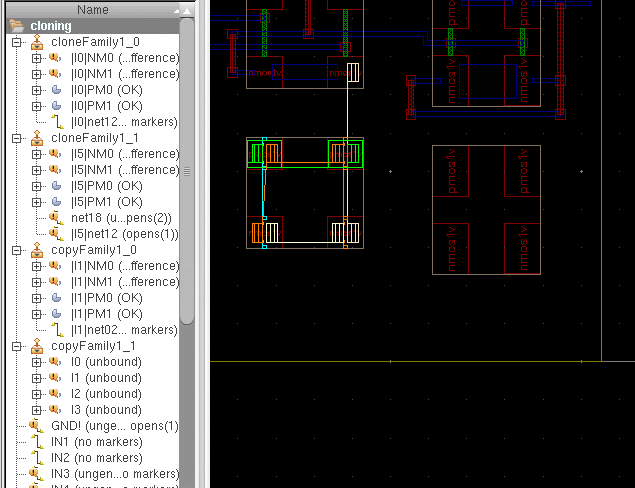 Name
cloning
cloneFamily1_0
|I0|NM0 (...fference)
|I0|NM1 (...fference)
|I0|PM0 (OK)
|I0|PM1 (OK)
|I0|net12... markers)
cloneFamily1_1
|I5|NM0 (...fference)
|I5|NM1 (...fference)
|I5|PM0 (OK)
|I5|PM1 (OK)
net18 (u...pens(2))
|I5|net12 (opens(1))
copyFamily1_0
|I1|NM0 (...fference)
|I1|NM1 (...fference)
|I1|PM0 (OK)
|I1|PM1 (OK)
|I1|net02... markers)
copyFamily1_1
I0 (unbound)
I1 (unbound)
I2 (unbound)
I3 (unbound)
GND! (unge... opens(1)
IN1 (no markers)
IN2 (no markers)
IN3 (ungen...o markers)
nmos1v
nmos1v
nmos1v
pmos1v
pmos1v
nmos1v
nmos1v